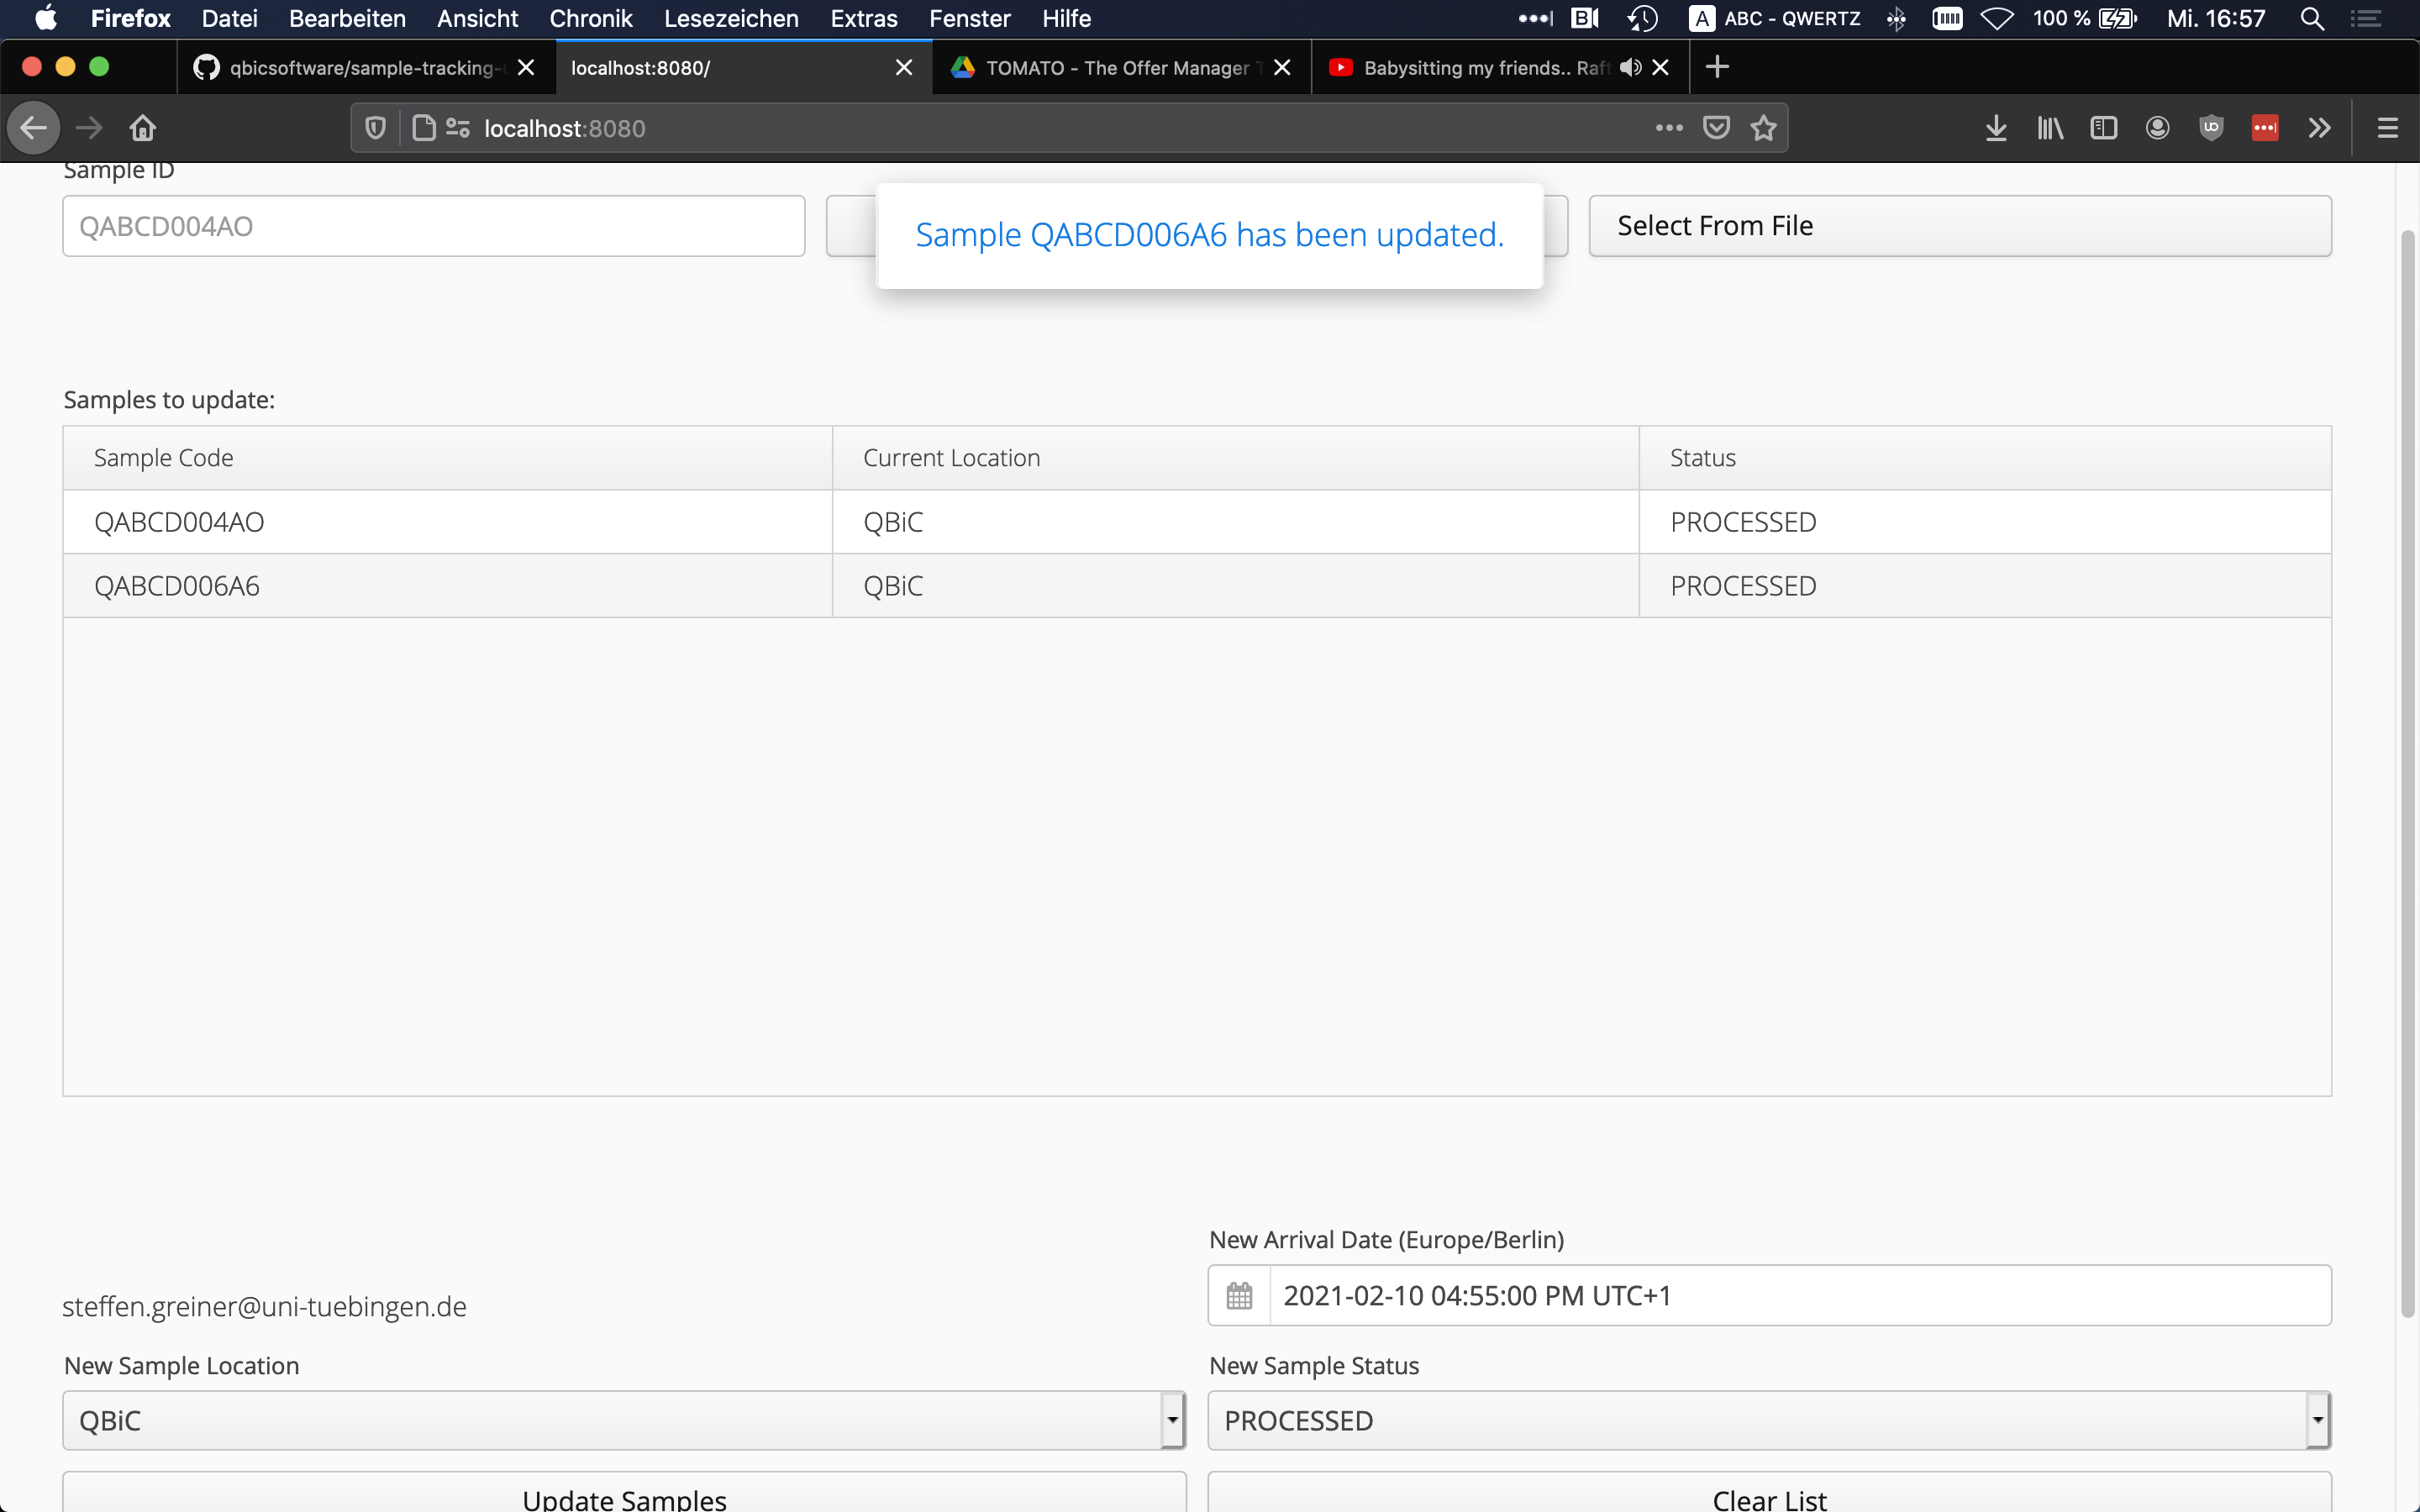 Firefox Datei Bearbeiten Ansicht Chronik Lesezeichen Extras Fenster Hilfe A ABC - QWERTZ 100 % Mi. 16:57
qbicsoftware/sample-tracking- localhost:8080/ TOMATO - The Offer Manager Babysitting my friends.. Raft
localhost:8080
Sample ID
QABCD004AO Select From File
Sample QABCD006A6 has been updated.
Samples to update:
Sample Code Current Location Status
QABCD004AO QBiC PROCESSED
QABCD006A6 QBiC PROCESSED
New Arrival Date (Europe/Berlin)
2021-02-10 04:55:00 PM UTC+1
steffen.greiner@uni-tuebingen.de
New Sample Location New Sample Status
QBiC PROCESSED
Update Samples Clear List